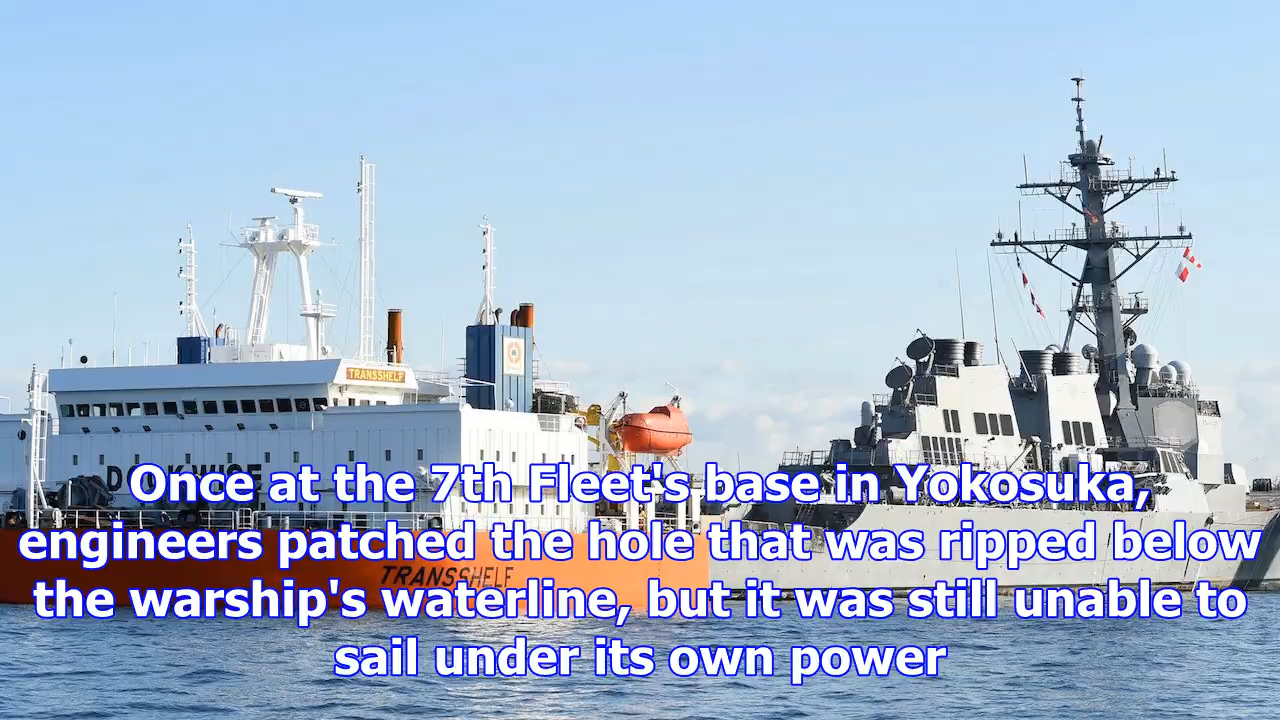 TRANSSHELF
DOCKWISE
Once at the 7th Fleet's base in Yokosuka,
engineers patched the hole that was ripped below
TRANSSHELF
the warship's waterline, but it was still unable to
sail under its own power